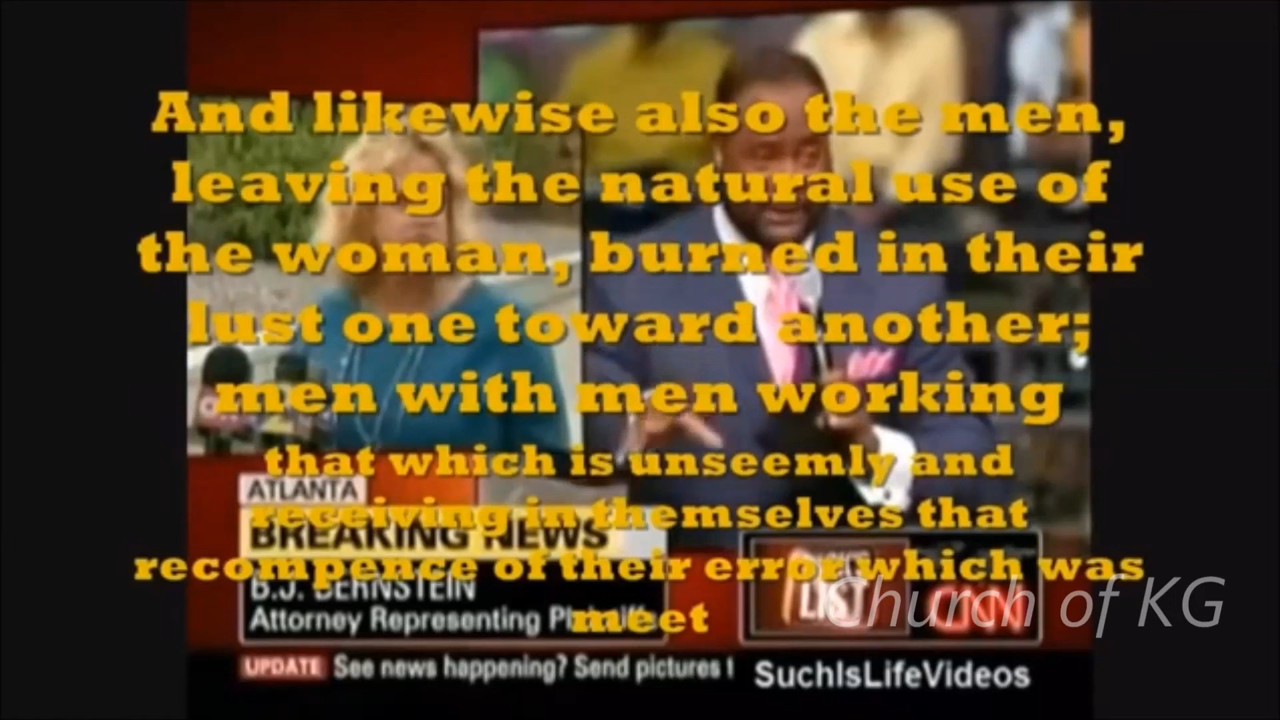 And likewise also the men,
leaving the natural use of
the woman, burned in their
lust one toward another;
men with men working
that which is unseemly and
receiving in themselves that
recompence of their error which was
meet
ATLANTA
BREAKING NEWS
B.J. BERNSTEIN
Attorney Representing
LIST
CNN
Church of KG
UPDATE See news happening? Send pictures t
SuchIsLifeVideos